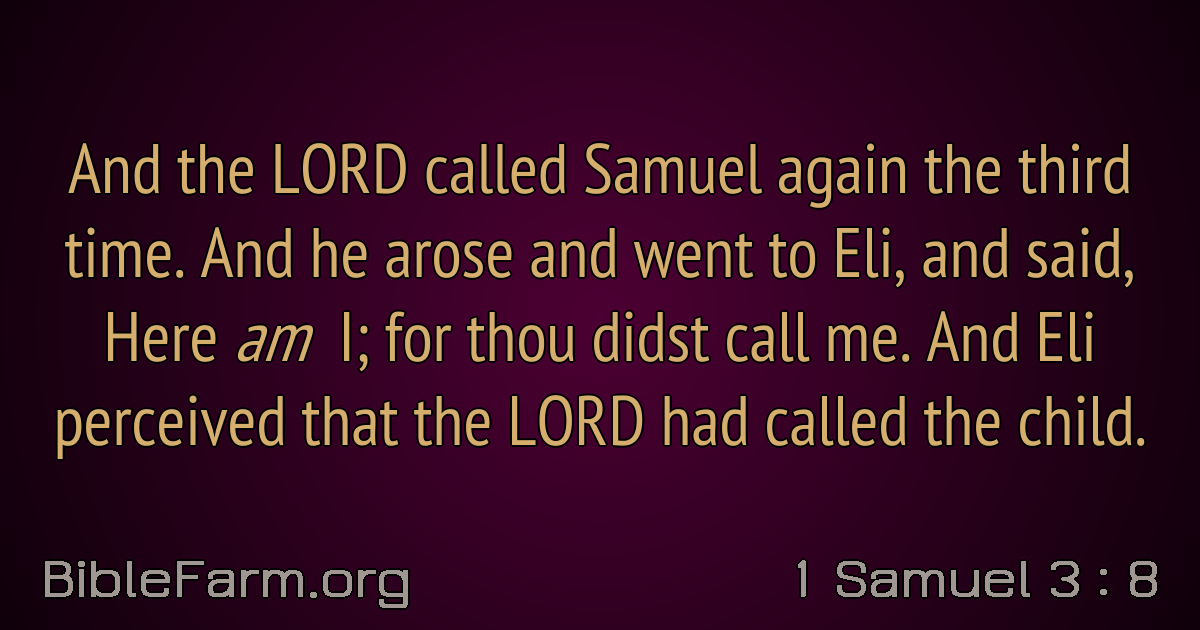 And the LORD called Samuel again the third
time. And he arose and went to Eli, and said,
Here am I; for thou didst call me. And Eli
perceived that the LORD had called the child.
BibleFarm.org
1 Samuel 3 : 8